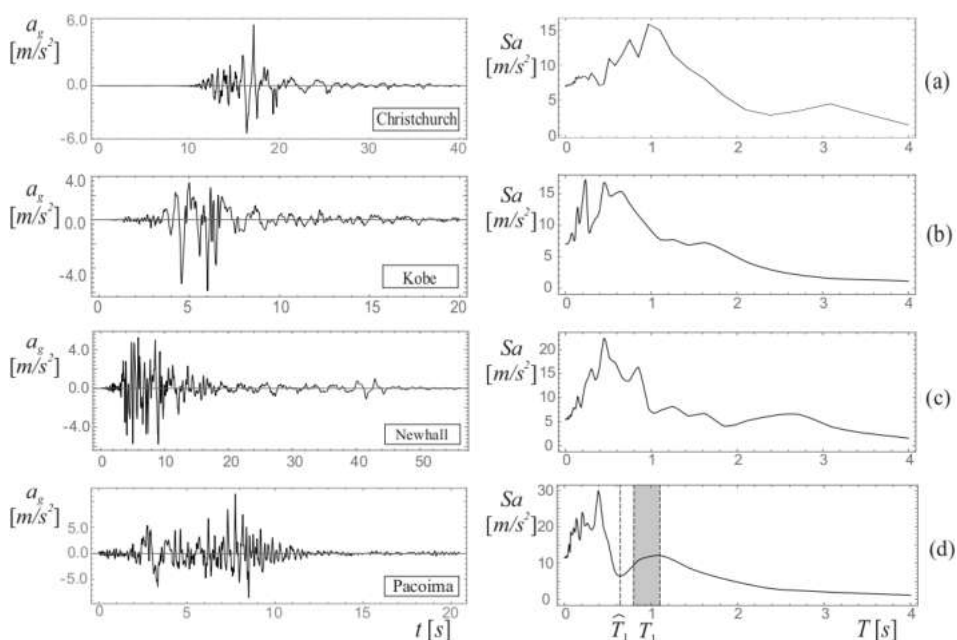 a_g
[m/s²]
6.0
0.0
-6.0
Christchurch
0 10 20 30 40
Sa
[m/s²]
15
10
5
0
0 1 2 3 4
(a)
a_g
[m/s²]
4.0
0.0
-4.0
Kobe
0 5 10 15 20
Sa
[m/s²]
15
10
5
0
0 1 2 3 4
(b)
a_g
[m/s²]
4.0
0.0
-4.0
Newhall
0 10 20 30 40 50
Sa
[m/s²]
20
15
10
5
0
0 1 2 3 4
(c)
a_g
[m/s²]
5.0
0.0
-5.0
Pacoima
0 5 10 15 20
t [s]
Sa
[m/s²]
30
20
10
0
0 1 2 3 4
T̂₁ T₁ T [s]
(d)